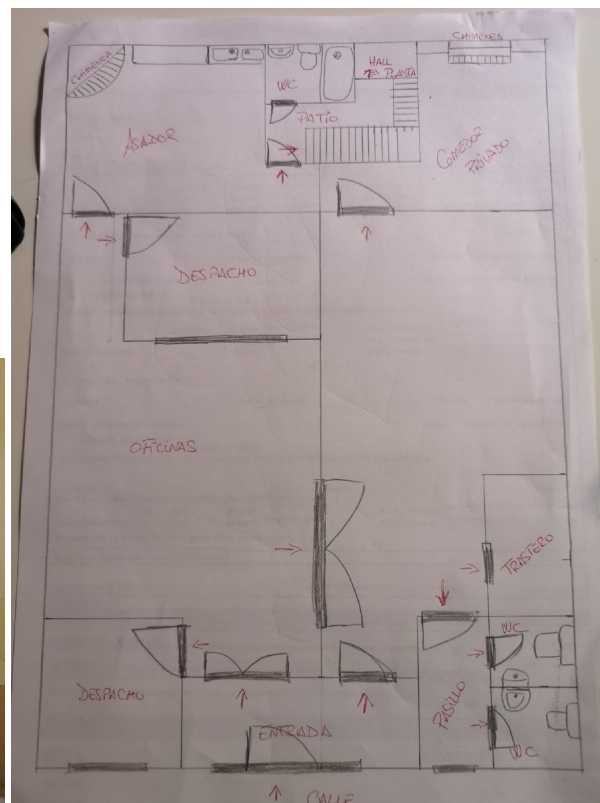 CHIMENEA
CHIMENEA
HALL
1ª PLANTA
WC
PATIO
ASADOR
COMEDOR
PRIVADO
DESPACHO
OFICINAS
TRASTERO
WC
DESPACHO
PASILLO
ENTRADA
WC
CALLE